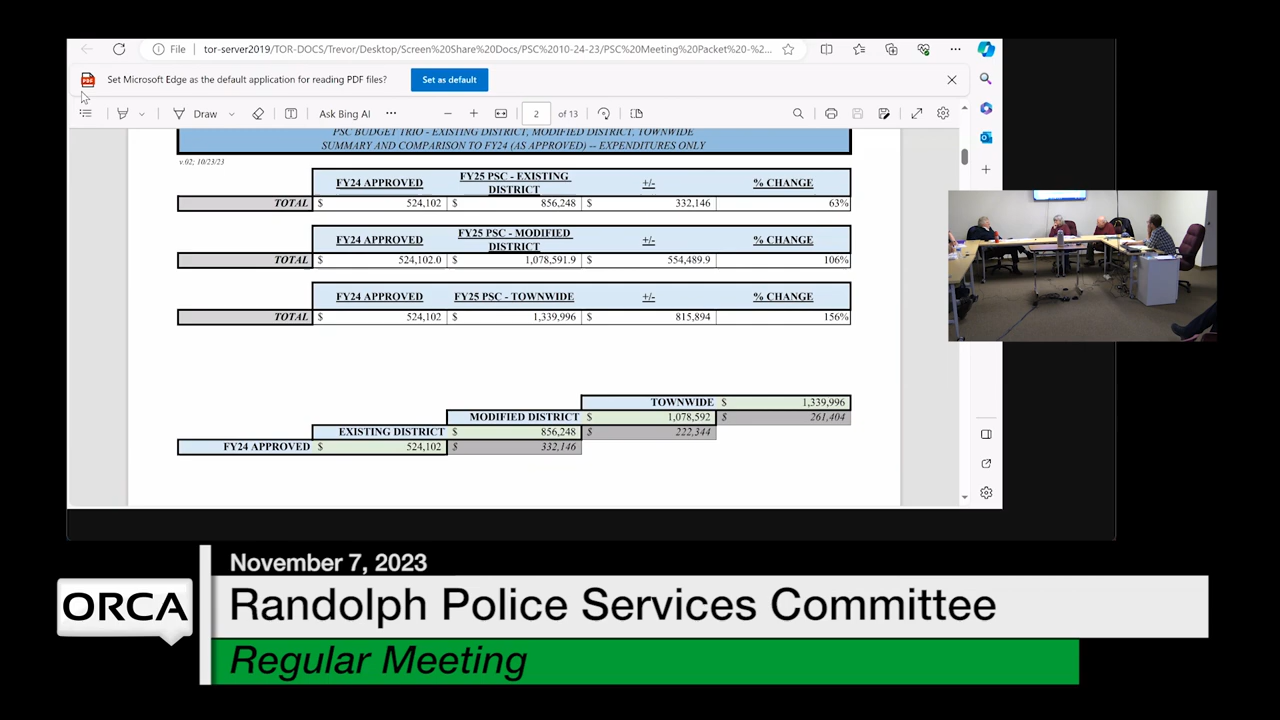 File tor-server2019/TOR-DOCS/Trevor/Desktop/Screen%20Share%20Docs/PSC%2010-24-23/PSC%20Meeting%20Packet%20-%2...
Set Microsoft Edge as the default application for reading PDF files? Set as default
Draw Ask Bing AI 2 of 13
PSC BUDGET TRIO - EXISTING DISTRICT, MODIFIED DISTRICT, TOWNWIDE
SUMMARY AND COMPARISON TO FY24 (AS APPROVED) -- EXPENDITURES ONLY
v.02; 10/23/23
FY24 APPROVED FY25 PSC - EXISTING DISTRICT +/- % CHANGE
TOTAL $ 524,102 $ 856,248 $ 332,146 63%
FY24 APPROVED FY25 PSC - MODIFIED DISTRICT +/- % CHANGE
TOTAL $ 524,102.0 $ 1,078,591.9 $ 554,489.9 106%
FY24 APPROVED FY25 PSC - TOWNWIDE +/- % CHANGE
TOTAL $ 524,102 $ 1,339,996 $ 815,894 156%
TOWNWIDE $ 1,339,996
MODIFIED DISTRICT $ 1,078,592 $ 261,404
EXISTING DISTRICT $ 856,248 $ 222,344
FY24 APPROVED $ 524,102 $ 332,146
November 7, 2023
ORCA
Randolph Police Services Committee
Regular Meeting